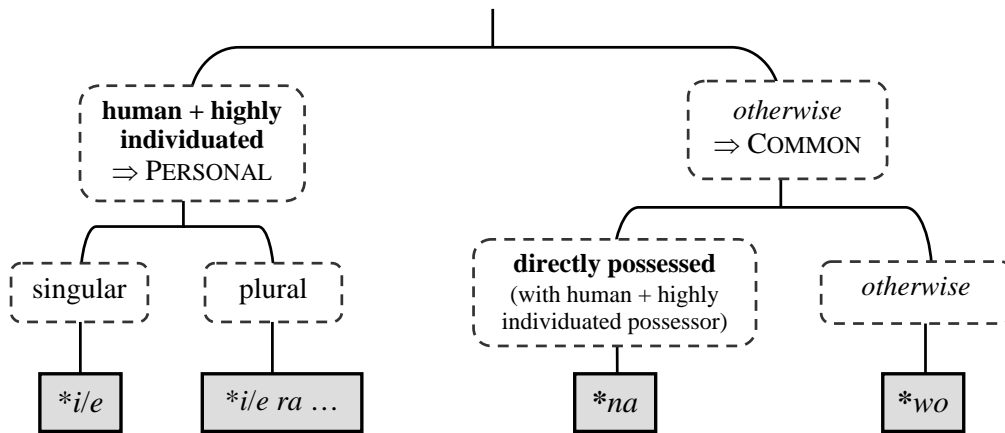 human + highly
individuated
⇒ PERSONAL
otherwise
⇒ COMMON
singular
plural
directly possessed
(with human + highly
individuated possessor)
otherwise
*i/e
*i/e ra …
*na
*wo